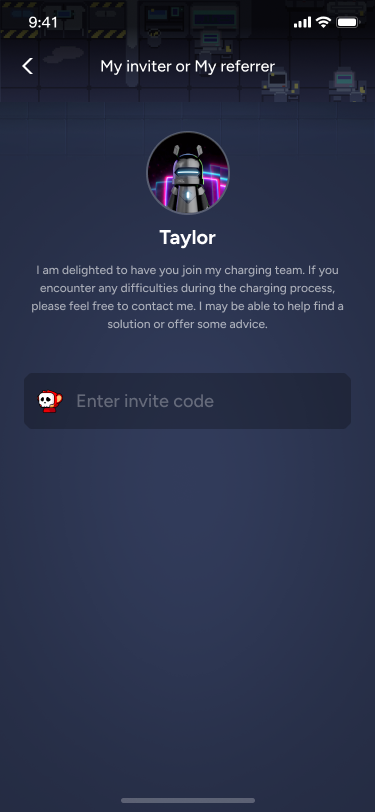 9:41
My inviter or My referrer
Taylor
I am delighted to have you join my charging team. If you
encounter any difficulties during the charging process,
please feel free to contact me. I may be able to help find a
solution or offer some advice.
Enter invite code